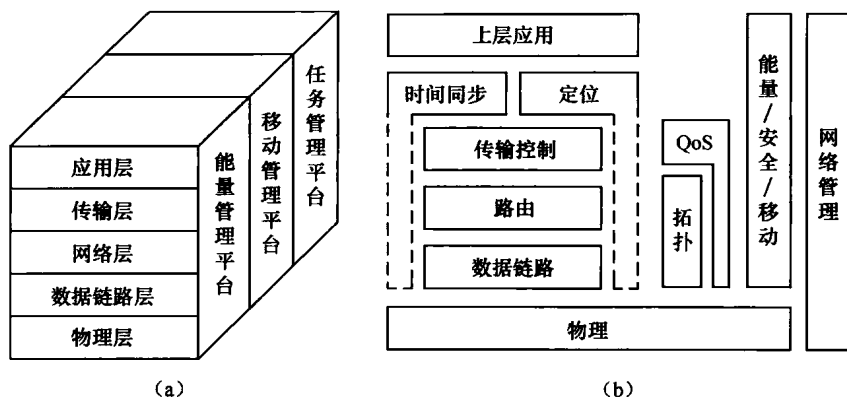 应用层
传输层
网络层
数据链路层
物理层
能量管理平台
移动管理平台
任务管理平台
(a)
上层应用
时间同步
定位
传输控制
路由
数据链路
QoS
拓扑
能量/安全/移动
网络管理
物理
(b)